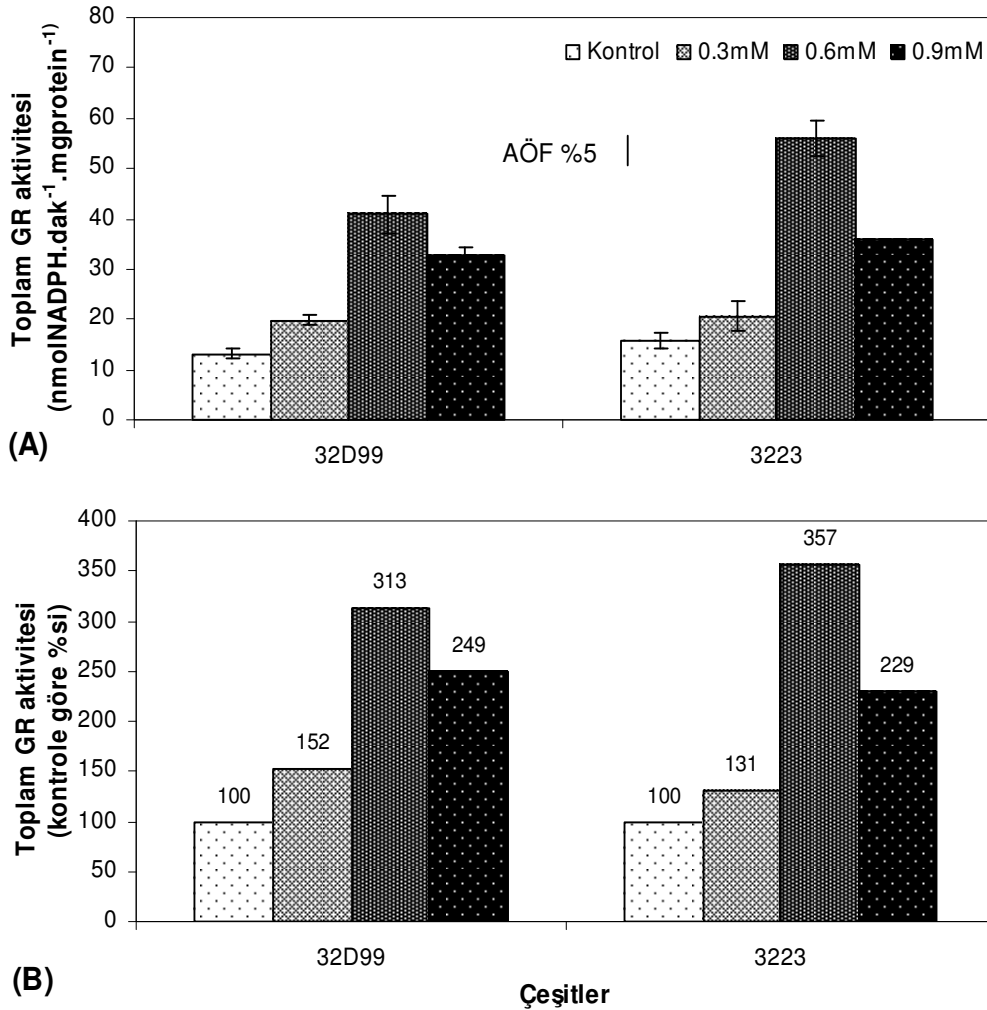 80
70
60
50
40
30
20
10
0
Toplam GR aktivitesi
(nmolNADPH.dak⁻¹.mgprotein⁻¹)
Kontrol 0.3mM 0.6mM 0.9mM
AÖF %5
32D99 3223
(A)
400
350
300
250
200
150
100
50
0
Toplam GR aktivitesi
(kontrole göre %si)
100 152 313 249 100 131 357 229
32D99 3223
(B)
Çeşitler